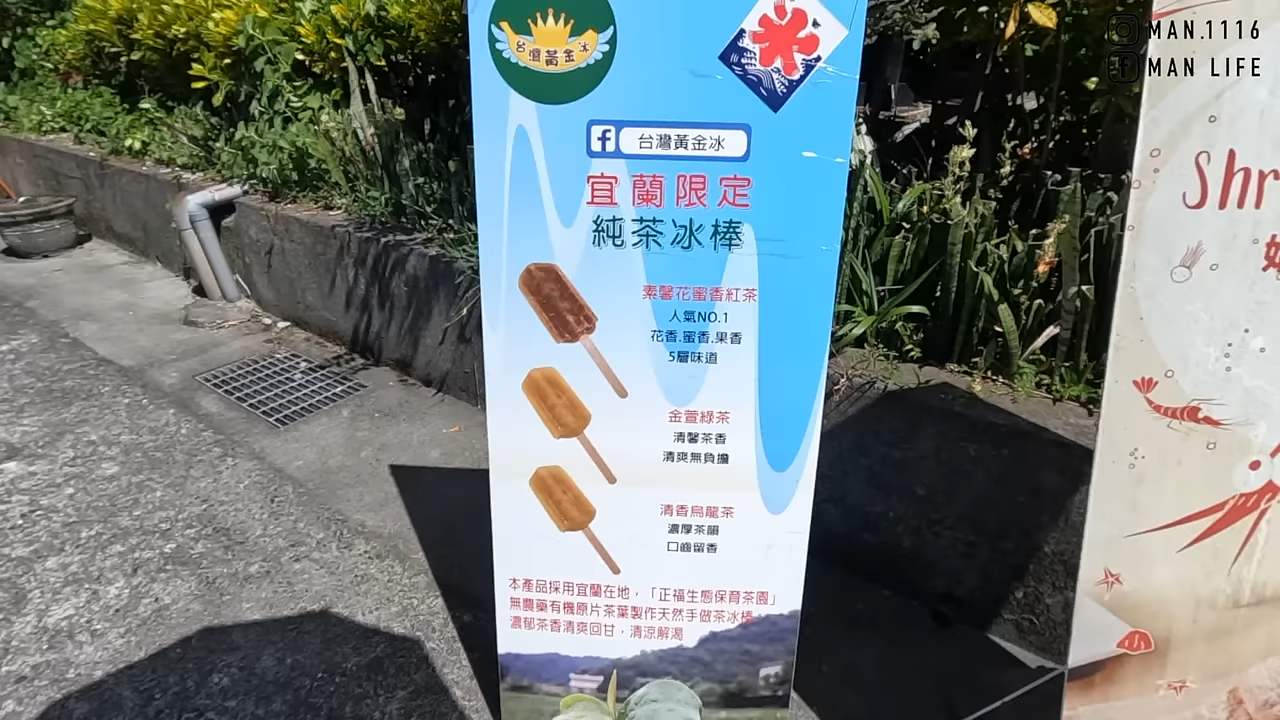 MAN.1116
MAN LIFE
台灣黃金冰
台灣黃金冰
宜蘭限定
純茶冰棒
素馨花蜜香紅茶
人氣NO.1
花香.蜜香.果香
5層味道
金萱綠茶
清馨茶香
清爽無負擔
清香烏龍茶
濃厚茶韻
口齒留香
本產品採用宜蘭在地，「正福生態保育茶園」
無農藥有機原片茶葉製作天然手做茶冰棒
濃郁茶香清爽回甘，清涼解渴
Shr